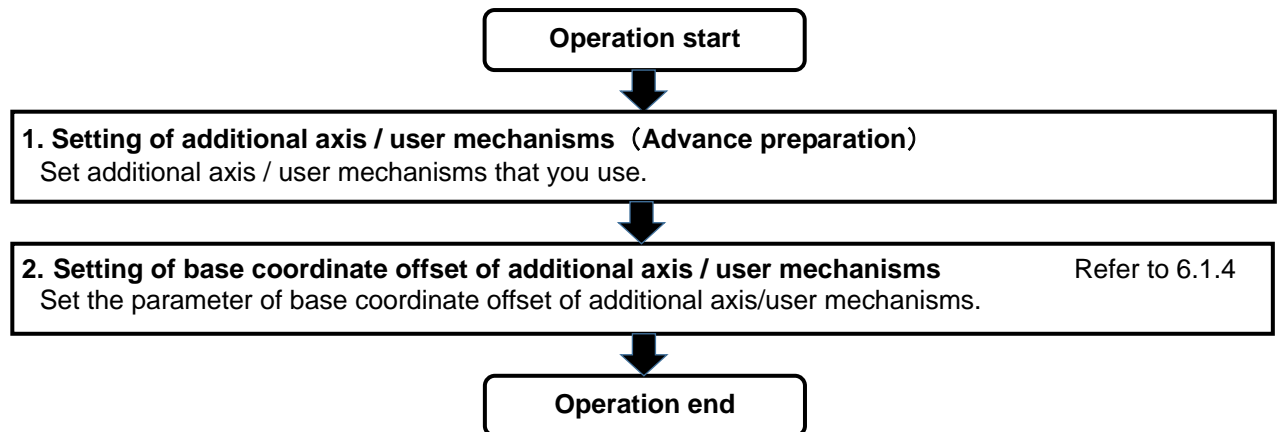 Operation start
1. Setting of additional axis / user mechanisms（Advance preparation）
Set additional axis / user mechanisms that you use.
2. Setting of base coordinate offset of additional axis / user mechanisms Refer to 6.1.4
Set the parameter of base coordinate offset of additional axis/user mechanisms.
Operation end